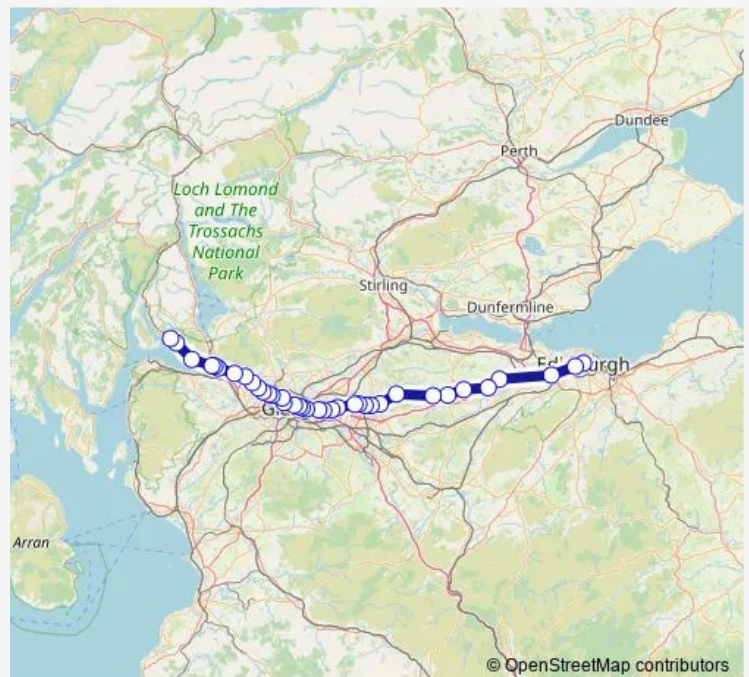 Dundee
Perth
Loch Lomond
and The
Trossachs
National
Park
Stirling
Dunfermline
Arran
© OpenStreetMap contributors